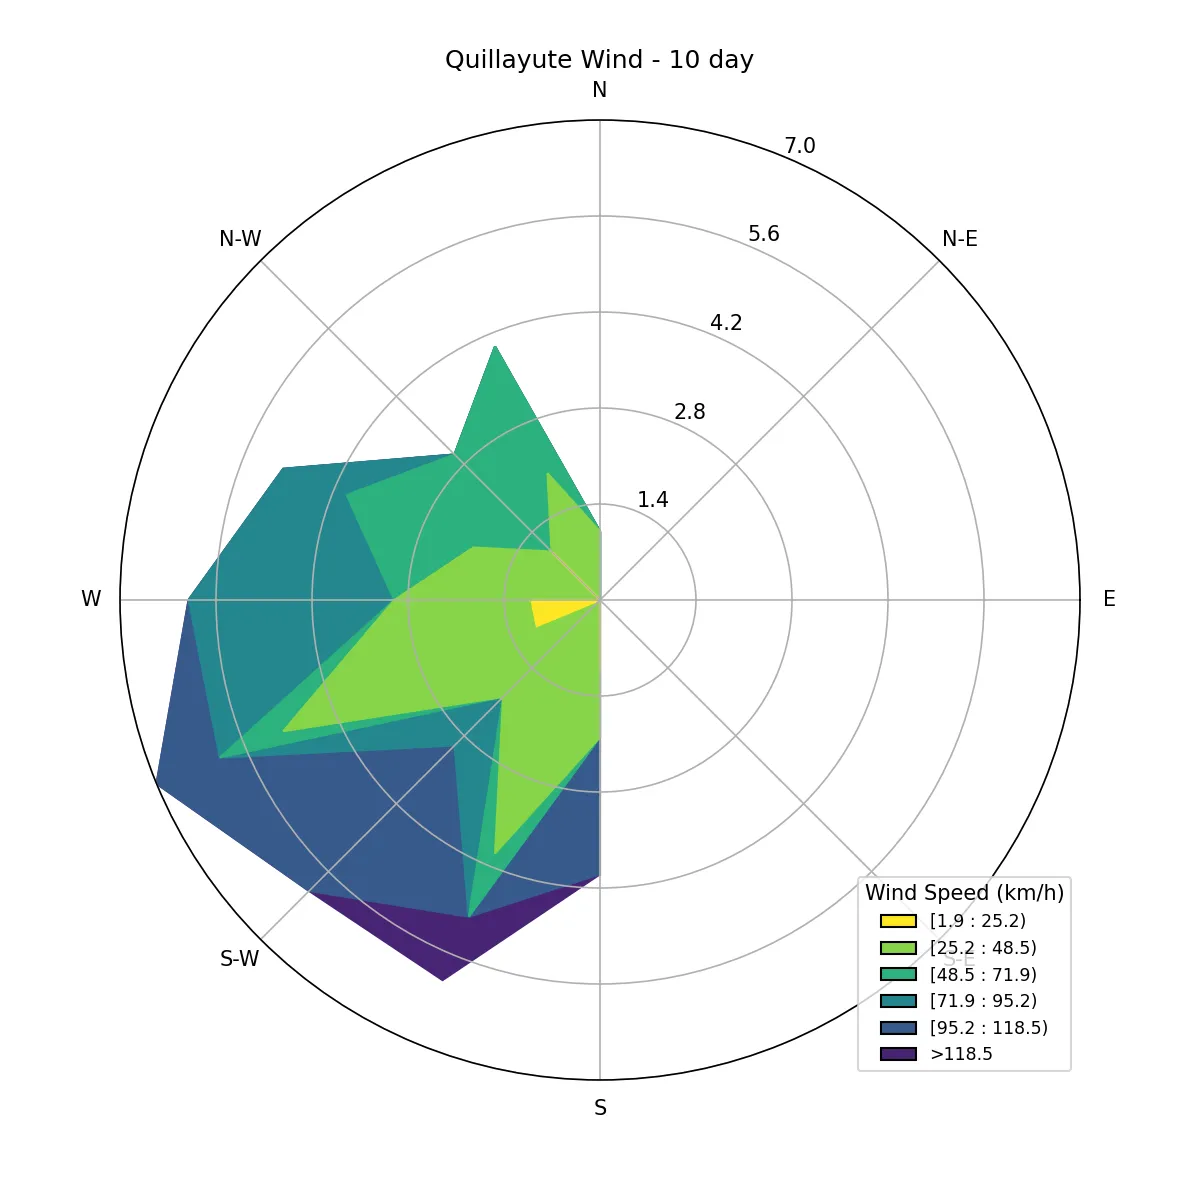 Quillayute Wind - 10 day
N
7.0
N-W
5.6
N-E
4.2
2.8
1.4
W
E
Wind Speed (km/h)
[1.9 : 25.2)
[25.2 : 48.5)
[48.5 : 71.9)
[71.9 : 95.2)
[95.2 : 118.5)
>118.5
S-W
S-E
S